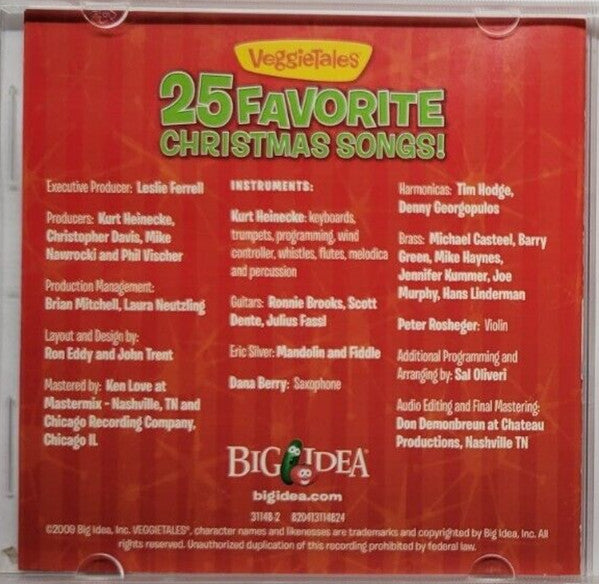 VeggieTales
25 FAVORITE
CHRISTMAS SONGS!
Executive Producer: Leslie Ferrell
Producers: Kurt Heinecke,
Christopher Davis, Mike
Nawrocki and Phil Vischer
Production Management:
Brian Mitchell, Laura Neutzling
Layout and Design by:
Ron Eddy and John Trent
Mastered by: Ken Love at
Mastermix - Nashville, TN and
Chicago Recording Company,
Chicago IL
INSTRUMENTS:
Kurt Heinecke: keyboards,
trumpets, programming, wind
controller, whistles, flutes, melodica
and percussion
Guitars: Ronnie Brooks, Scott
Dente, Julius Fassl
Eric Silver: Mandolin and Fiddle
Dana Berry: Saxophone
Harmonicas: Tim Hodge,
Denny Georgopulos
Brass: Michael Casteel, Barry
Green, Mike Haynes,
Jennifer Kummer, Joe
Murphy, Hans Linderman
Peter Rosheger: Violin
Additional Programming and
Arranging by: Sal Oliveri
Audio Editing and Final Mastering:
Don Demonbreun at Chateau
Productions, Nashville TN
BIG IDEA®
bigidea.com
31148-2 820413114824
©2009 Big Idea, Inc. VEGGIETALES®, character names and likenesses are trademarks and copyrighted by Big Idea, Inc. All
rights reserved. Unauthorized duplication of this recording prohibited by federal law.